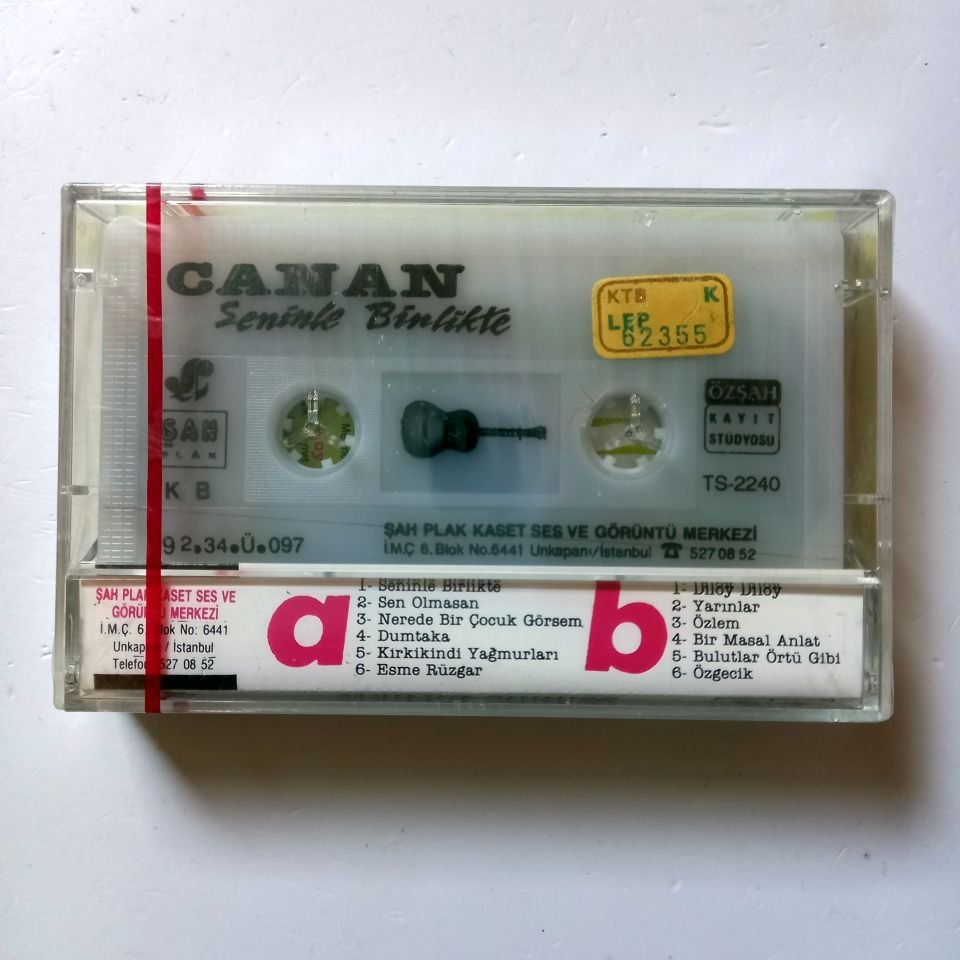 CANAN
Seninle Birlikte
KTB K
LEP
62355
ŞAH
PLAK
K B
ÖZŞAH
KAYIT
STÜDYOSU
TS-2240
92.34.Ü.097
ŞAH PLAK KASET SES VE GÖRÜNTÜ MERKEZİ
İ.M.Ç 6. Blok No.6441 Unkapanı/İstanbul ☎ 527 08 52
ŞAH PLAK KASET SES VE
GÖRÜNTÜ MERKEZİ
İ.M.Ç. 6. Blok No: 6441
Unkapanı / İstanbul
Telefon 527 08 52
a
1- Seninle Birlikte
2- Sen Olmasan
3- Nerede Bir Çocuk Görsem
4- Dumtaka
5- Kirkikindi Yağmurları
6- Esme Rüzgar
b
1- Diloy Diloy
2- Yarınlar
3- Özlem
4- Bir Masal Anlat
5- Bulutlar Örtü Gibi
6- Özgecik